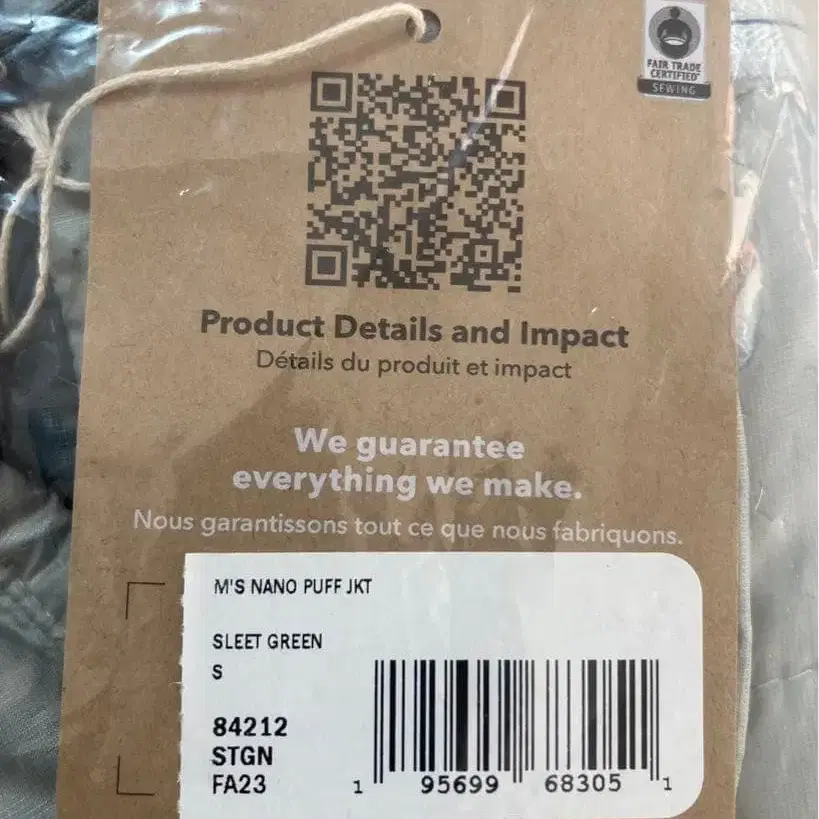 FAIR TRADE
CERTIFIED
SEWING
Product Details and Impact
Détails du produit et impact
We guarantee
everything we make.
Nous garantissons tout ce que nous fabriquons.
M'S NANO PUFF JKT
SLEET GREEN
S
84212
STGN
FA23
1 95699 68305 1